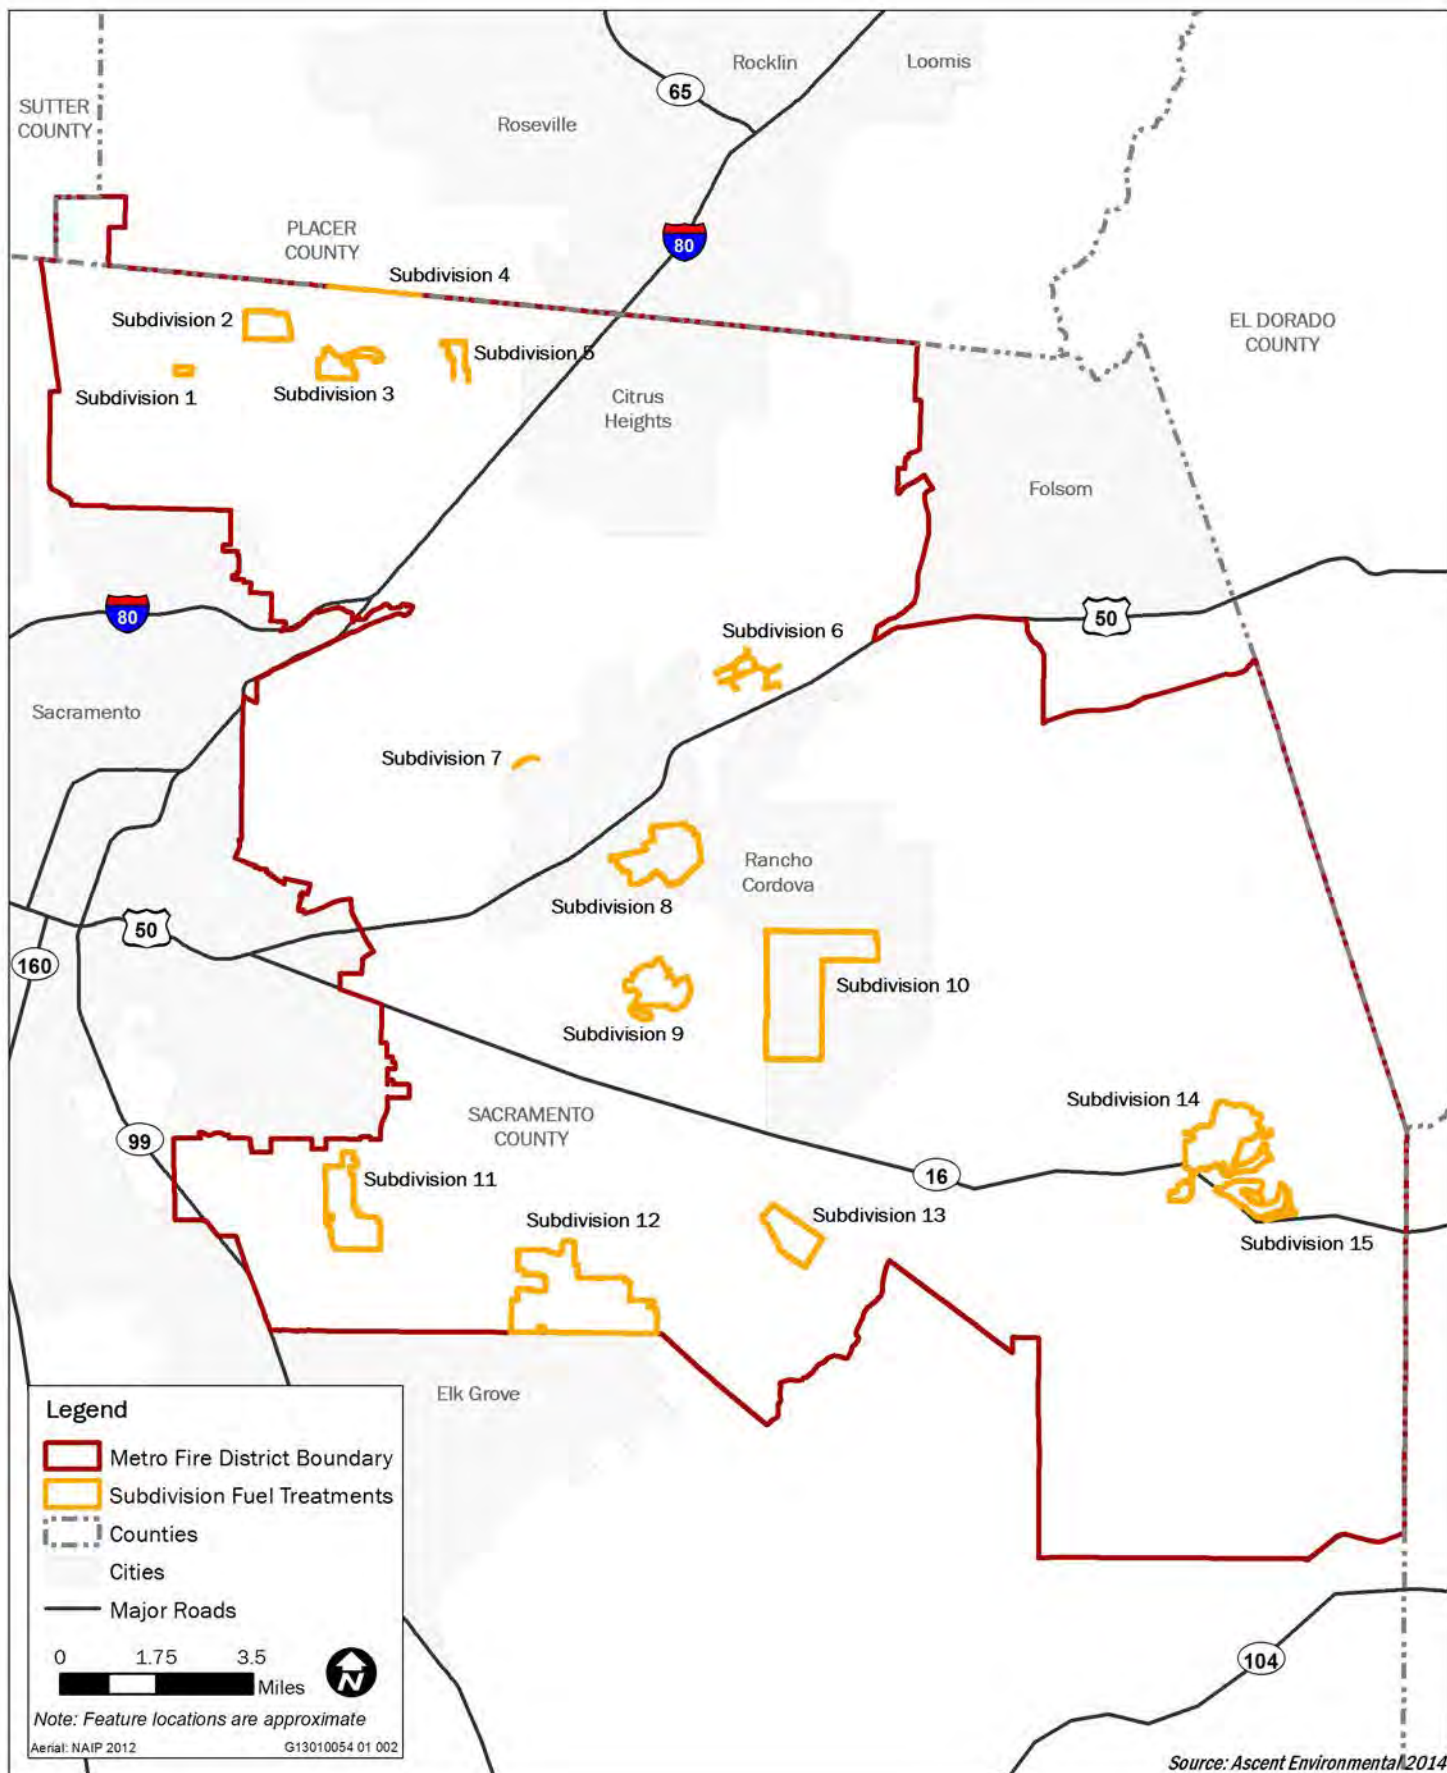 Rocklin
Loomis
65
SUTTER
COUNTY
Roseville
PLACER
COUNTY
80
Subdivision 4
Subdivision 2
EL DORADO
COUNTY
Subdivision 5
Subdivision 1
Subdivision 3
Citrus
Heights
Folsom
80
50
Subdivision 6
Sacramento
Subdivision 7
Rancho
Cordova
Subdivision 8
50
160
Subdivision 10
Subdivision 9
Subdivision 14
SACRAMENTO
COUNTY
99
16
Subdivision 11
Subdivision 13
Subdivision 12
Subdivision 15
Elk Grove
Legend
Metro Fire District Boundary
Subdivision Fuel Treatments
Counties
Cities
Major Roads
0 1.75 3.5
Miles
N
104
Note: Feature locations are approximate
Aerial: NAIP 2012
G13010054 01 002
Source: Ascent Environmental 2014